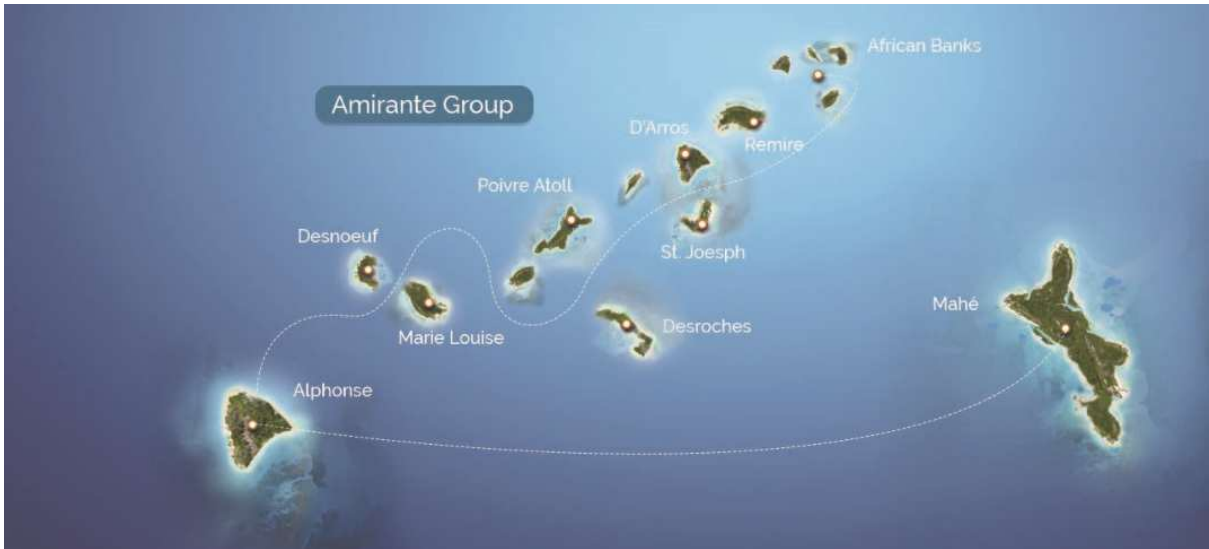 African Banks
Amirante Group
D'Arros
Remire
Poivre Atoll
Desnoeuf
St. Joesph
Mahé
Marie Louise
Desroches
Alphonse